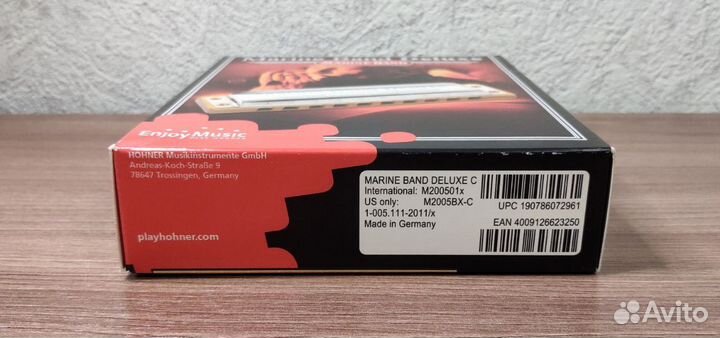 Enjoy Music
HOHNER Musikinstrumente GmbH
Andreas-Koch-Straße 9
78647 Trossingen, Germany
playhohner.com
MARINE BAND DELUXE C
International: M200501x
US only: M2005BX-C
1-005.111-2011/x
Made in Germany
UPC 190786072961
EAN 4009126623250
Avito